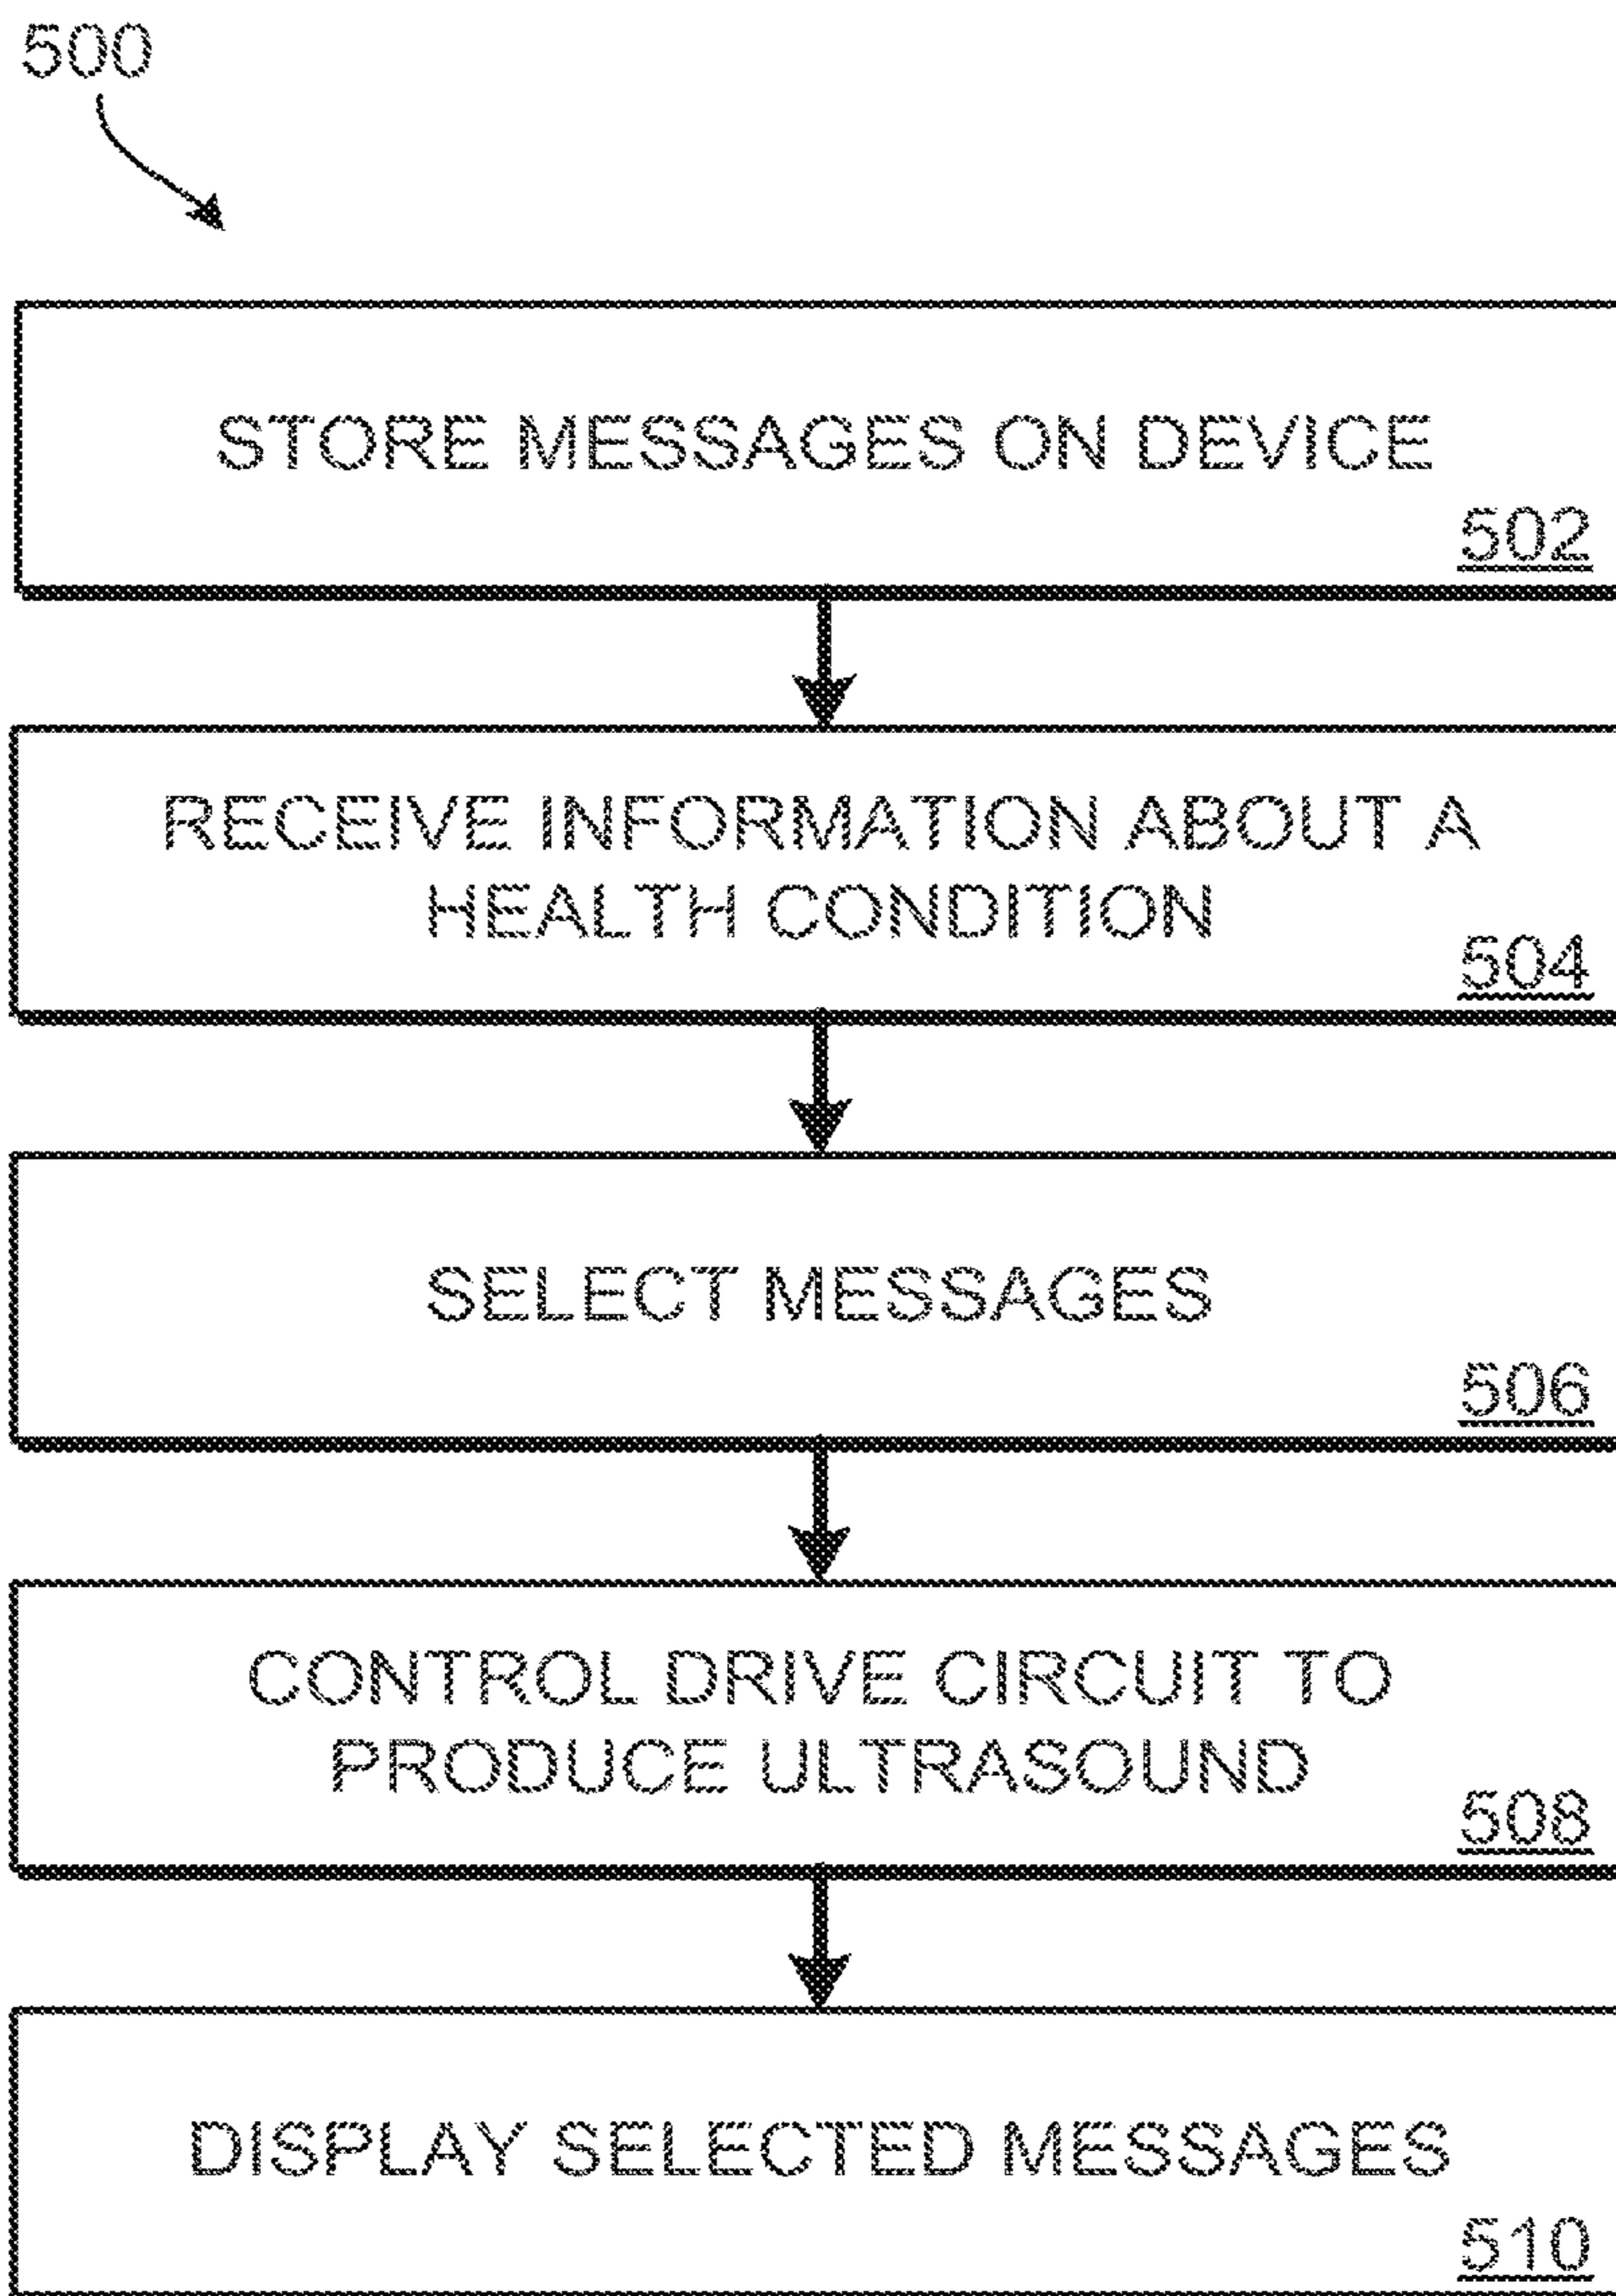 500
STORE MESSAGES ON DEVICE
502
RECEIVE INFORMATION ABOUT A
HEALTH CONDITION
504
SELECT MESSAGES
506
CONTROL DRIVE CIRCUIT TO
PRODUCE ULTRASOUND
508
DISPLAY SELECTED MESSAGES
510